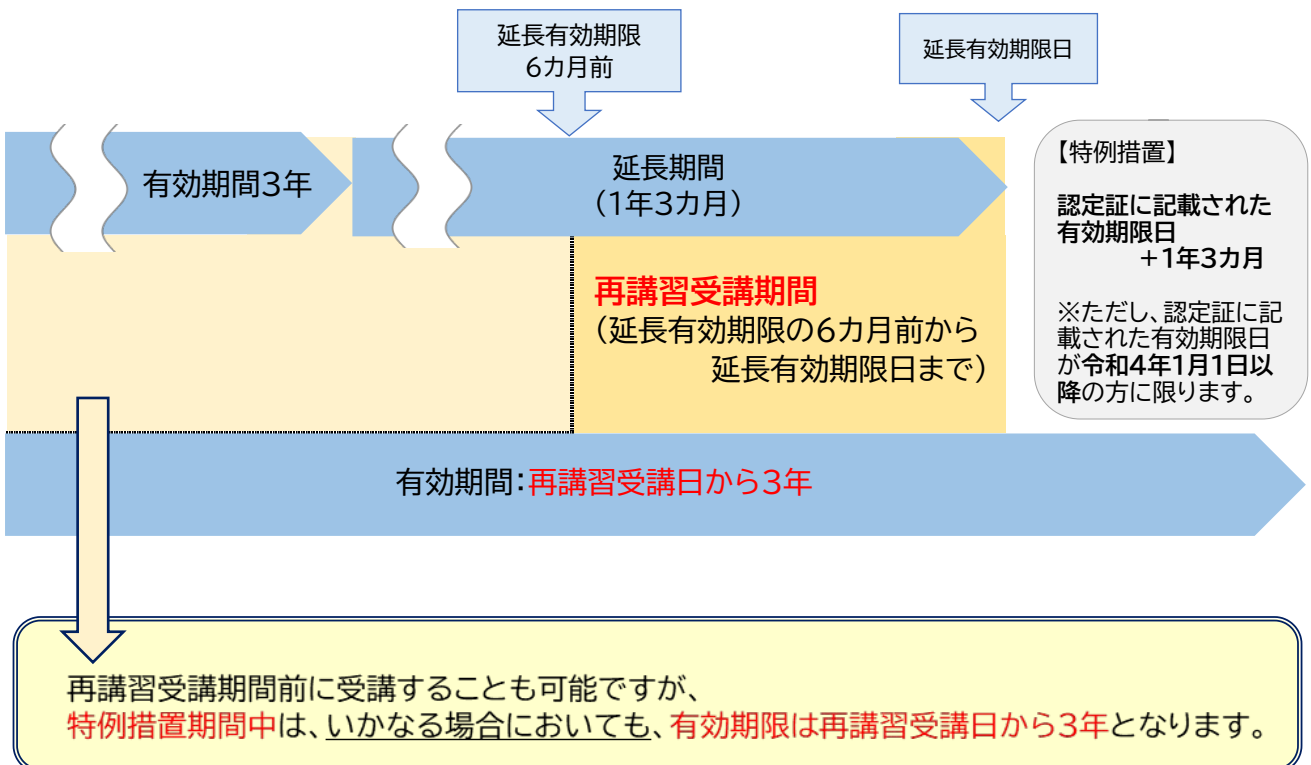 延長有効期限
6カ月前
延長有効期限日
有効期間3年
延長期間
（1年3カ月）
【特例措置】
認定証に記載された
有効期限日
＋1年3カ月
※ただし、認定証に記
載された有効期限日
が令和4年1月1日以
降の方に限ります。
再講習受講期間
（延長有効期限の6カ月前から
延長有効期限日まで）
有効期間：再講習受講日から3年
再講習受講期間前に受講することも可能ですが、
特例措置期間中は、いかなる場合においても、有効期限は再講習受講日から3年となります。